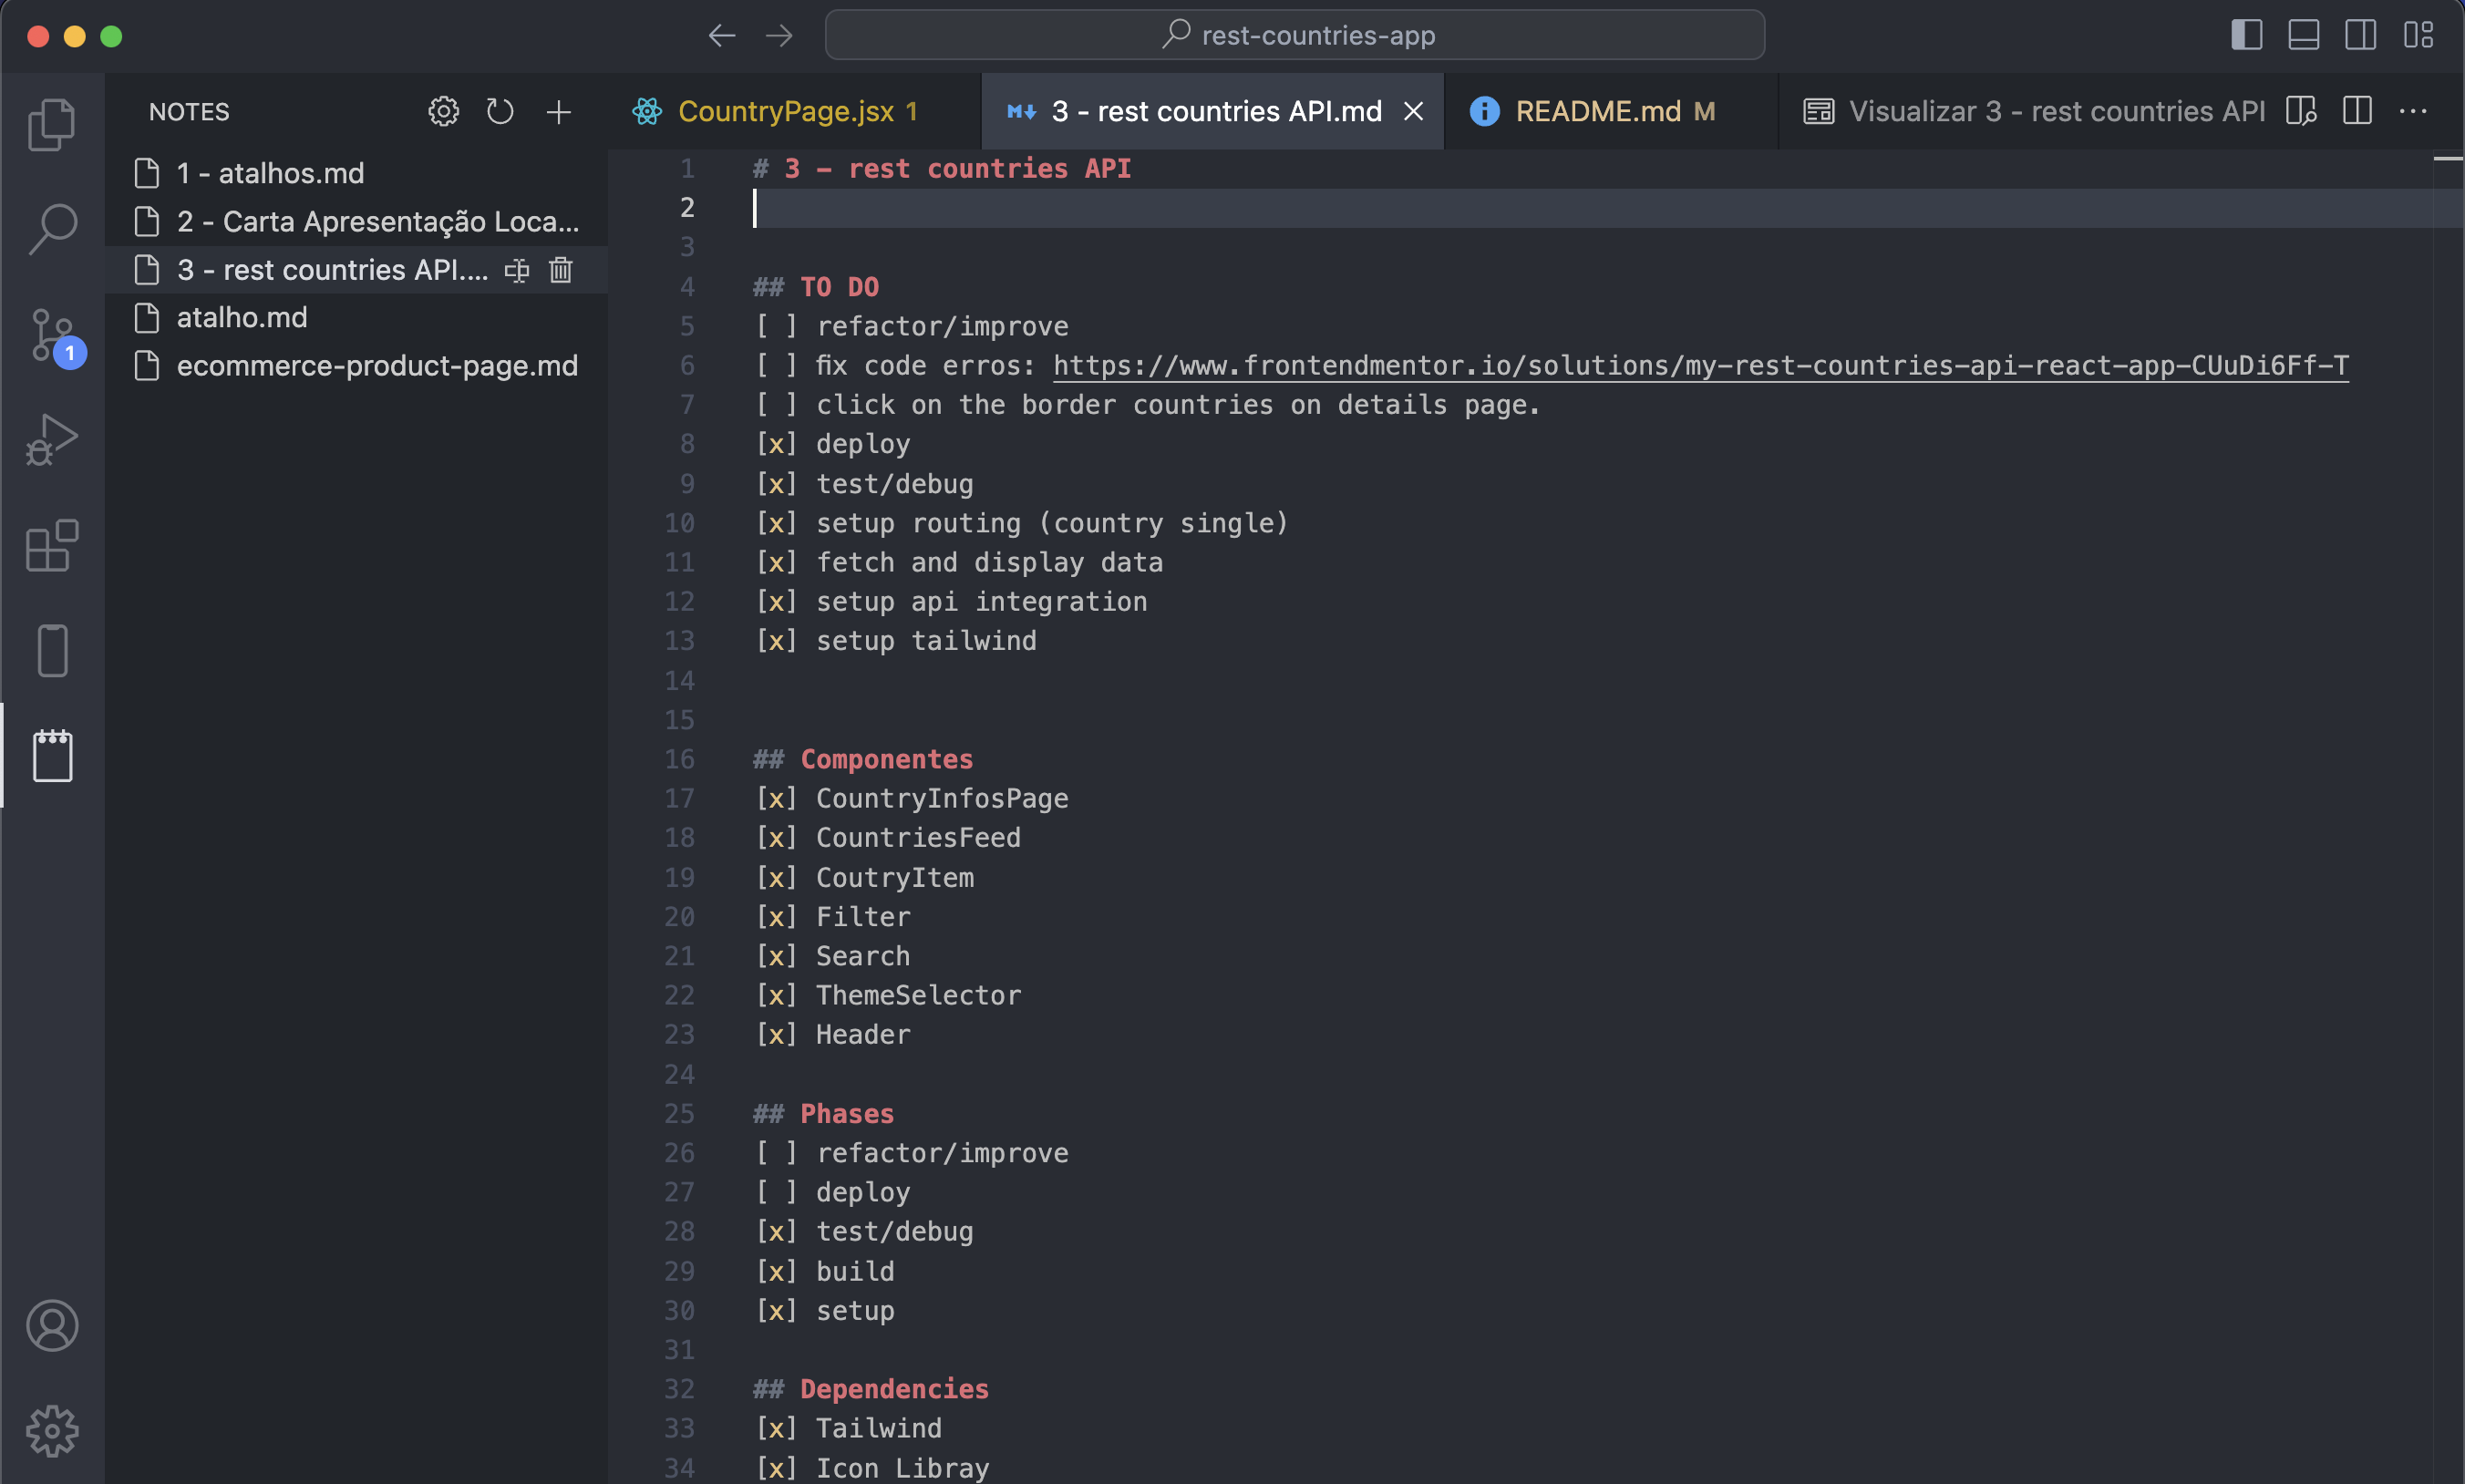 rest-countries-app
NOTES
1 - atalhos.md
2 - Carta Apresentação Loca...
3 - rest countries API....
atalho.md
ecommerce-product-page.md
1
CountryPage.jsx 1
3 - rest countries API.md
README.md M
Visualizar 3 - rest countries API
1 # 3 - rest countries API
2
3
4 ## TO DO
5 [ ] refactor/improve
6 [ ] fix code erros: https://www.frontendmentor.io/solutions/my-rest-countries-api-react-app-CUuDi6Ff-T
7 [ ] click on the border countries on details page.
8 [x] deploy
9 [x] test/debug
10 [x] setup routing (country single)
11 [x] fetch and display data
12 [x] setup api integration
13 [x] setup tailwind
14
15
16 ## Componentes
17 [x] CountryInfosPage
18 [x] CountriesFeed
19 [x] CoutryItem
20 [x] Filter
21 [x] Search
22 [x] ThemeSelector
23 [x] Header
24
25 ## Phases
26 [ ] refactor/improve
27 [ ] deploy
28 [x] test/debug
29 [x] build
30 [x] setup
31
32 ## Dependencies
33 [x] Tailwind
34 [x] Icon Libray